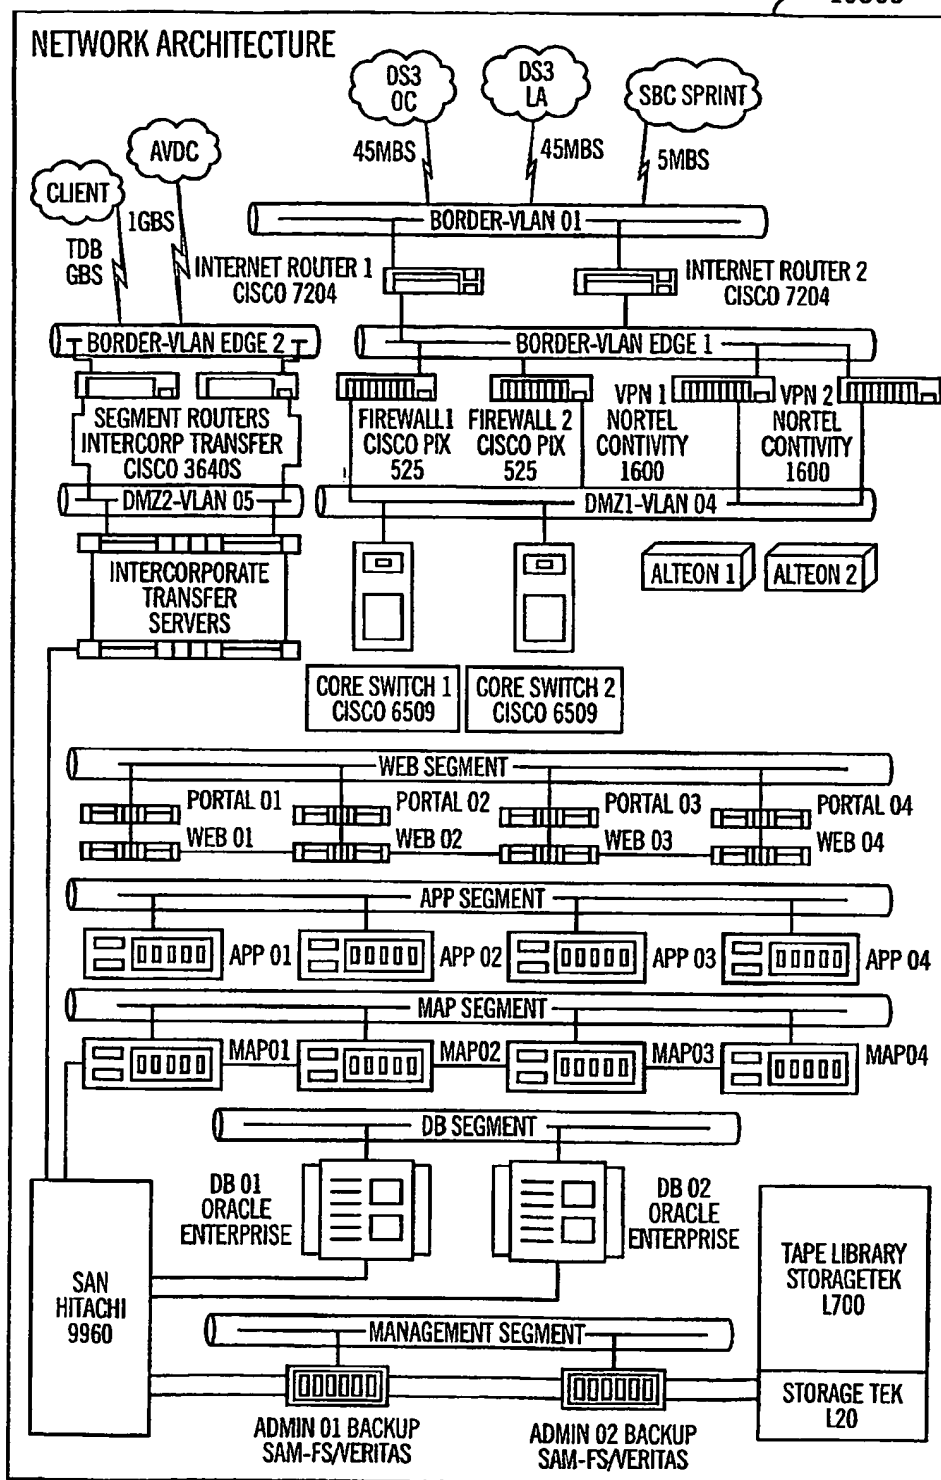 NETWORK ARCHITECTURE
DS3
OC
DS3
LA
SBC SPRINT
45MBS
45MBS
5MBS
AVDC
CLIENT
1GBS
TDB
GBS
BORDER-VLAN 01
INTERNET ROUTER 1
CISCO 7204
INTERNET ROUTER 2
CISCO 7204
BORDER-VLAN EDGE 2
BORDER-VLAN EDGE 1
SEGMENT ROUTERS
INTERCORP TRANSFER
CISCO 3640S
FIREWALL1
CISCO PIX
525
FIREWALL 2
CISCO PIX
525
VPN 1
NORTEL
CONTIVITY
1600
VPN 2
NORTEL
CONTIVITY
1600
DMZ2-VLAN 05
DMZ1-VLAN 04
INTERCORPORATE
TRANSFER
SERVERS
ALTEON 1
ALTEON 2
CORE SWITCH 1
CISCO 6509
CORE SWITCH 2
CISCO 6509
WEB SEGMENT
PORTAL 01
PORTAL 02
PORTAL 03
PORTAL 04
WEB 01
WEB 02
WEB 03
WEB 04
APP SEGMENT
APP 01
APP 02
APP 03
APP 04
MAP SEGMENT
MAP01
MAP02
MAP03
MAP04
DB SEGMENT
DB 01
ORACLE
ENTERPRISE
DB 02
ORACLE
ENTERPRISE
SAN
HITACHI
9960
TAPE LIBRARY
STORAGETEK
L700
MANAGEMENT SEGMENT
STORAGE TEK
L20
ADMIN 01 BACKUP
SAM-FS/VERITAS
ADMIN 02 BACKUP
SAM-FS/VERITAS